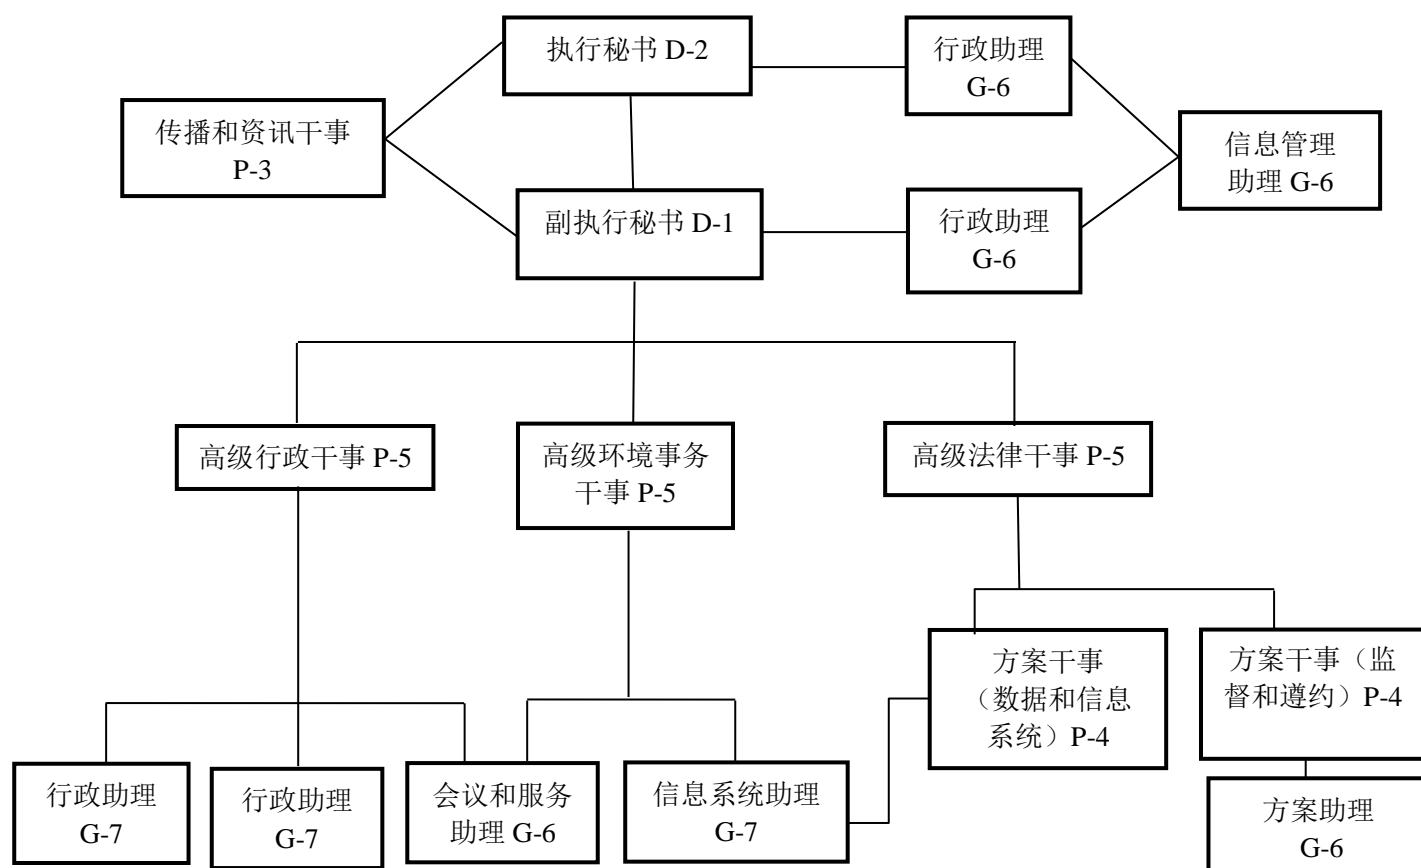 执行秘书 D-2
行政助理
G-6
传播和资讯干事
P-3
信息管理
助理 G-6
副执行秘书 D-1
行政助理
G-6
高级行政干事 P-5
高级环境事务
干事 P-5
高级法律干事 P-5
方案干事
（数据和信息
系统）P-4
方案干事（监
督和遵约）P-4
行政助理
G-7
行政助理
G-7
会议和服务
助理 G-6
信息系统助理
G-7
方案助理
G-6